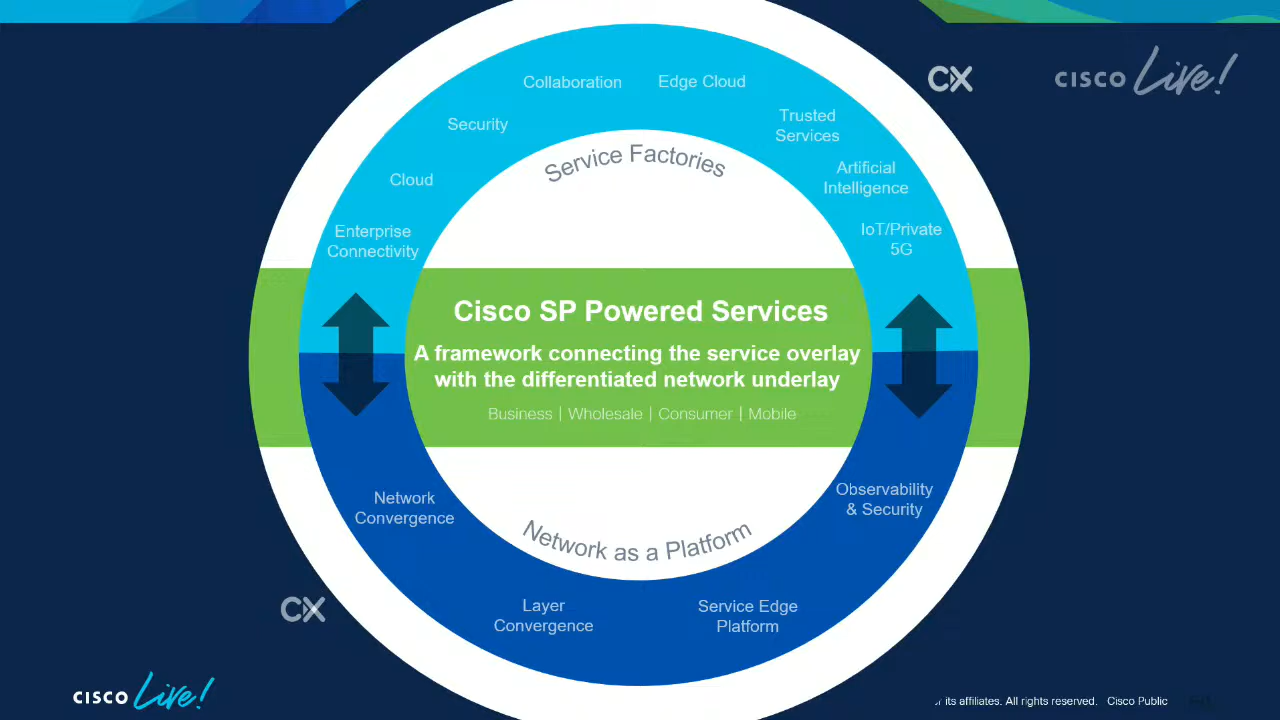 CX
CISCO Live!
Collaboration
Edge Cloud
Security
Trusted
Services
Cloud
Artificial
Intelligence
Enterprise
Connectivity
IoT/Private
5G
Service Factories
Cisco SP Powered Services
A framework connecting the service overlay
with the differentiated network underlay
Business | Wholesale | Consumer | Mobile
Network
Convergence
Observability
& Security
Network as a Platform
Layer
Convergence
Service Edge
Platform
CX
CISCO Live!
its affiliates. All rights reserved. Cisco Public